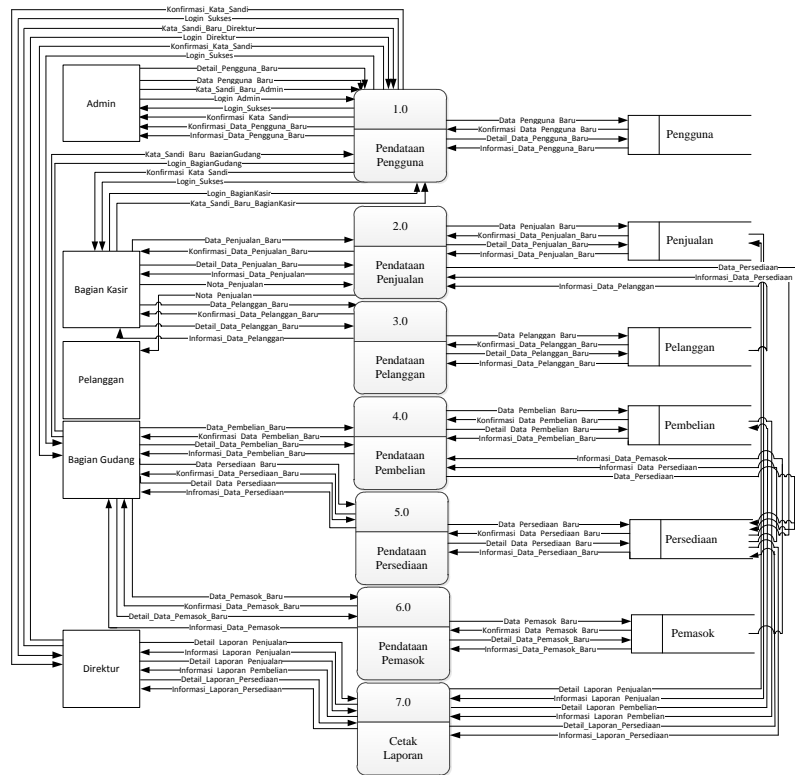 Konfirmasi_Kata_Sandi
Login_Sukses
Kata_Sandi_Baru_Direktur
Login_Direktur
Konfirmasi_Kata_Sandi
Login_Sukses
Admin
Detail_Pengguna_Baru
Data_Pengguna_Baru
Kata_Sandi_Baru_Admin
Login_Admin
Login_Sukses
Konfirmasi_Kata_Sandi
Konfirmasi_Data_Pengguna_Baru
Informasi_Data_Pengguna_Baru
1.0
Pendataan
Pengguna
Data_Pengguna_Baru
Konfirmasi_Data_Pengguna_Baru
Detail_Data_Pengguna_Baru
Informasi_Data_Pengguna_Baru
Pengguna
Kata_Sandi_Baru_BagianGudang
Login_BagianGudang
Konfirmasi_Kata_Sandi
Login_Sukses
Login_BagianKasir
Kata_Sandi_Baru_BagianKasir
2.0
Pendataan
Penjualan
Data_Penjualan_Baru
Konfirmasi_Data_Penjualan_Baru
Detail_Data_Penjualan_Baru
Informasi_Data_Penjualan_Baru
Penjualan
Data_Persediaan
Informasi_Data_Persediaan
Informasi_Data_Pelanggan
Bagian Kasir
Data_Penjualan_Baru
Konfirmasi_Data_Penjualan_Baru
Detail_Data_Penjualan_Baru
Informasi_Data_Penjualan
Nota_Penjualan
Nota_Penjualan
Data_Pelanggan_Baru
Konfirmasi_Data_Pelanggan_Baru
Detail_Data_Pelanggan_Baru
Informasi_Data_Pelanggan
3.0
Pendataan
Pelanggan
Data_Pelanggan_Baru
Konfirmasi_Data_Pelanggan_Baru
Detail_Data_Pelanggan_Baru
Informasi_Data_Pelanggan_Baru
Pelanggan
Pelanggan
Bagian Gudang
Data_Pembelian_Baru
Konfirmasi_Data_Pembelian_Baru
Detail_Data_Pembelian_Baru
Informasi_Data_Pembelian_Baru
Data_Persediaan_Baru
Konfirmasi_Data_Persediaan_Baru
Detail_Data_Persediaan
Infromasi_Data_Persediaan
4.0
Pendataan
Pembelian
Data_Pembelian_Baru
Konfirmasi_Data_Pembelian_Baru
Detail_Data_Pembelian_Baru
Informasi_Data_Pembelian_Baru
Pembelian
Informasi_Data_Pemasok
Informasi_Data_Persediaan
Data_Persediaan
5.0
Pendataan
Persediaan
Data_Persediaan_Baru
Konfirmasi_Data_Persediaan_Baru
Detail_Data_Persediaan_Baru
Informasi_Data_Persediaan_Baru
Persediaan
Data_Pemasok_Baru
Konfirmasi_Data_Pemasok_Baru
Detail_Data_Pemasok_Baru
Informasi_Data_Pemasok
6.0
Pendataan
Pemasok
Data_Pemasok_Baru
Konfirmasi_Data_Pemasok_Baru
Detail_Data_Pemasok_Baru
Informasi_Data_Pemasok_Baru
Pemasok
Direktur
Detail_Laporan_Penjualan
Informasi_Laporan_Penjualan
Detail_Laporan_Penjualan
Informasi_Laporan_Pembelian
Detail_Laporan_Persediaan
Informasi_Laporan_Persediaan
7.0
Cetak
Laporan
Detail_Laporan_Penjualan
Informasi_Laporan_Penjualan
Detail_Laporan_Pembelian
Informasi_Laporan_Pembelian
Detail_Laporan_Persediaan
Informasi_Laporan_Persediaan